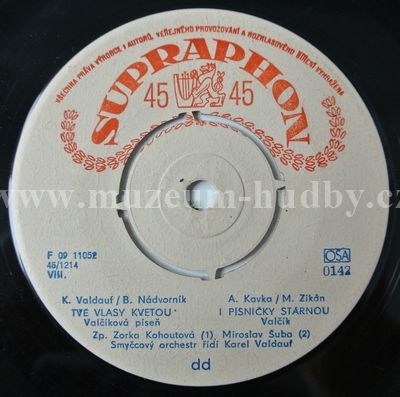 VŠECHNA PRÁVA VÝROBCE I AUTORŮ, VEŘEJNÉHO PROVOZOVÁNÍ A ROZHLASOVÉHO ŠÍŘENÍ VYHRAZENA
SUPRAPHON
45 45
www.muzeum-hudby.cz
F 09 11052
45/1214
VIII.
OSA
0142
K. Valdauf / B. Nádvorník
TVÉ VLASY KVETOU
Valčíková píseň
A. Kavka / M. Zikán
I PÍSNIČKY STÁRNOU
Valčík
Zp. Zorka Kohoutová (1) Miroslav Šuba (2)
Smyčcový orchestr řídí Karel Valdauf
dd